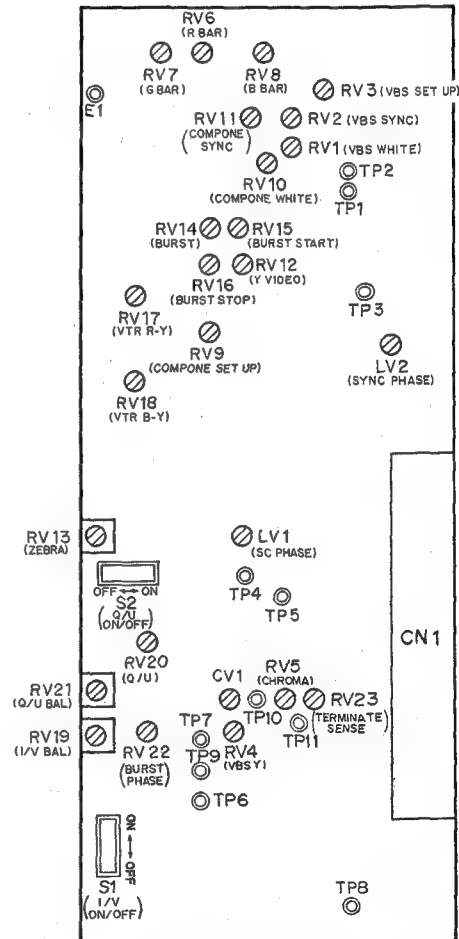 RV6
(R BAR)
RV7
(G BAR)
RV8
(B BAR)
E1
RV3 (VBS SET UP)
RV11
(COMPONE SYNC)
RV2 (VBS SYNC)
RV1 (VBS WHITE)
RV10
(COMPONE WHITE)
TP2
TP1
RV14
(BURST)
RV15
(BURST START)
RV16
(BURST STOP)
RV12
(Y VIDEO)
RV17
(VTR R-Y)
TP3
RV9
(COMPONE SET UP)
LV2
(SYNC PHASE)
RV18
(VTR B-Y)
RV13
(ZEBRA)
LV1
(SC PHASE)
OFF ↔ ON
S2
(Q/U
ON/OFF)
TP4
TP5
RV20
(Q/U)
CN1
RV21
(Q/U BAL)
CV1
RV5
(CHROMA)
RV23
(TERMINATE
SENSE)
TP10
TP11
RV19
(I/V BAL)
RV22
(BURST
PHASE)
TP7
TP9
RV4
(VBS Y)
TP6
ON ↔ OFF
S1
(I/V
ON/OFF)
TP8